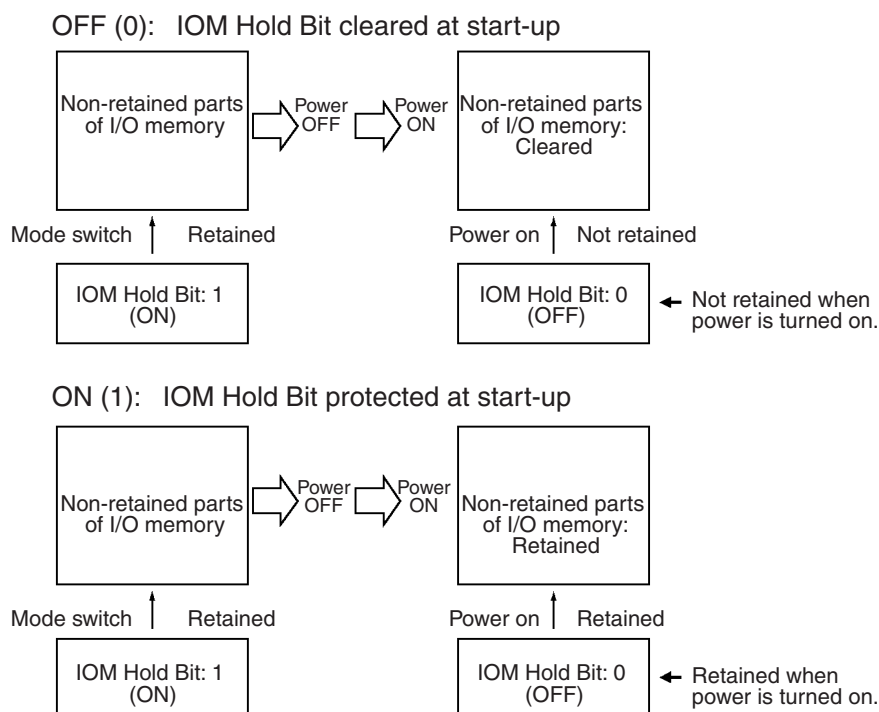 OFF (0): IOM Hold Bit cleared at start-up
Non-retained parts
of I/O memory
Power
OFF
Power
ON
Non-retained parts
of I/O memory:
Cleared
Mode switch
Retained
Power on
Not retained
IOM Hold Bit: 1
(ON)
IOM Hold Bit: 0
(OFF)
Not retained when
power is turned on.
ON (1): IOM Hold Bit protected at start-up
Non-retained parts
of I/O memory
Power
OFF
Power
ON
Non-retained parts
of I/O memory:
Retained
Mode switch
Retained
Power on
Retained
IOM Hold Bit: 1
(ON)
IOM Hold Bit: 0
(OFF)
Retained when
power is turned on.